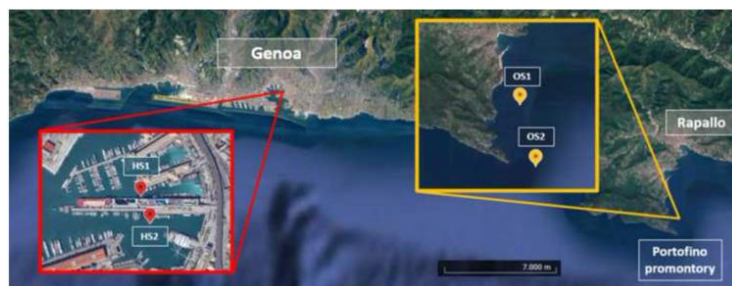 Genoa
OS1
OS2
Rapallo
HS1
HS2
Portofino
promontory
7.000 m